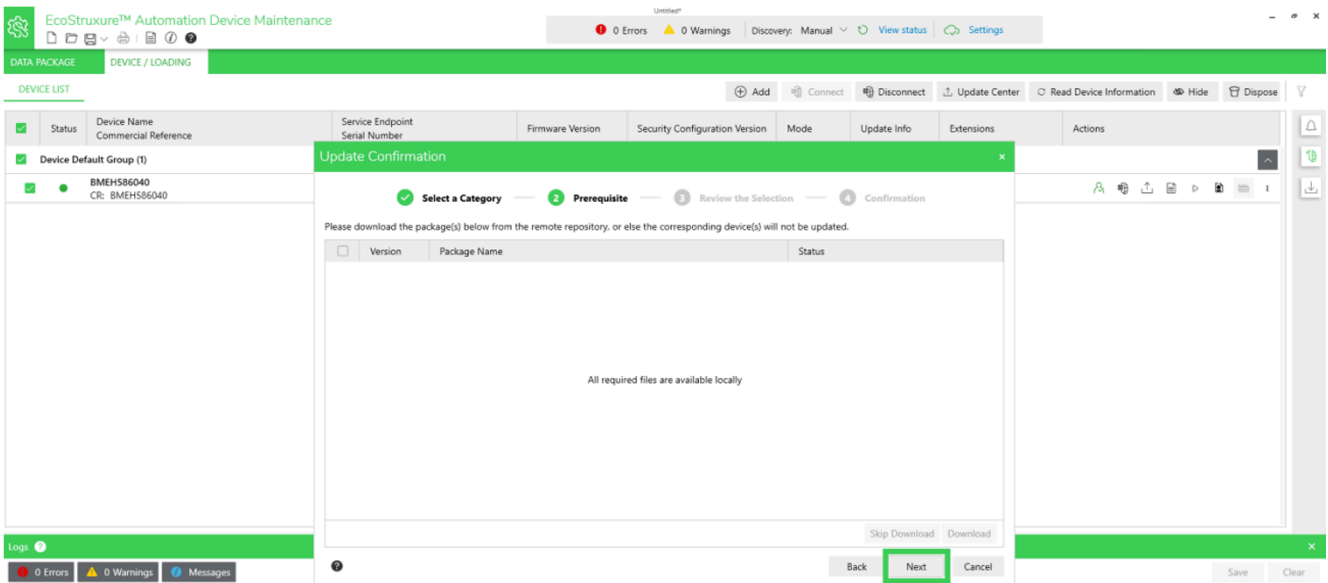 Untitled*
EcoStruxure™ Automation Device Maintenance
0 Errors 0 Warnings Discovery: Manual View status Settings
DATA PACKAGE DEVICE / LOADING
DEVICE LIST
Add Connect Disconnect Update Center Read Device Information Hide Dispose
Status Device Name Service Endpoint Firmware Version Security Configuration Version Mode Update Info Extensions Actions
Commercial Reference Serial Number
Device Default Group (1)
BMEH586040
CR: BMEH586040
Update Confirmation
Select a Category 2 Prerequisite 3 Review the Selection 4 Confirmation
Please download the package(s) below from the remote repository, or else the corresponding device(s) will not be updated.
Version Package Name Status
All required files are available locally
Skip Download Download
Back Next Cancel
Logs
0 Errors 0 Warnings Messages
Save Clear